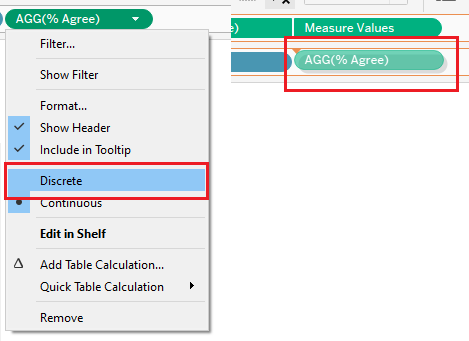 AGG(% Agree)
Filter...
Show Filter
Format...
Show Header
Include in Tooltip
Discrete
Continuous
Edit in Shelf
Add Table Calculation...
Quick Table Calculation
Remove
) Measure Values
AGG(% Agree)